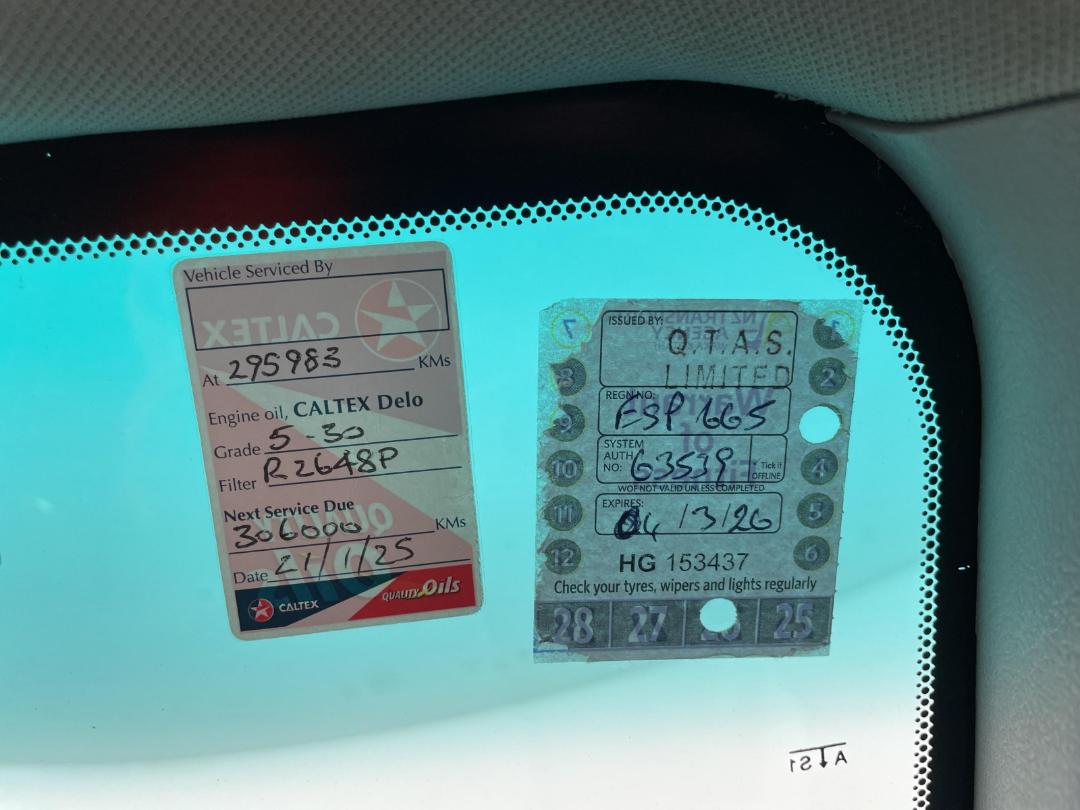 Vehicle Serviced By
CALTEX
At 295983 KMs
Engine oil, CALTEX Delo
Grade 5-30
Filter R2648P
Next Service Due
306000 KMs
Date 21/1/25
CALTEX QUALITY Oils
ISSUED BY:
Q.T.A.S.
LIMITED
REGN NO:
FSP665
SYSTEM
AUTH
NO: 63539
Tick if
OFFLINE
WOF NOT VALID UNLESS COMPLETED
EXPIRES:
04/3/26
HG 153437
Check your tyres, wipers and lights regularly
7 1
8 2
9
10 4
11 5
12 6
28 27 25
AS1